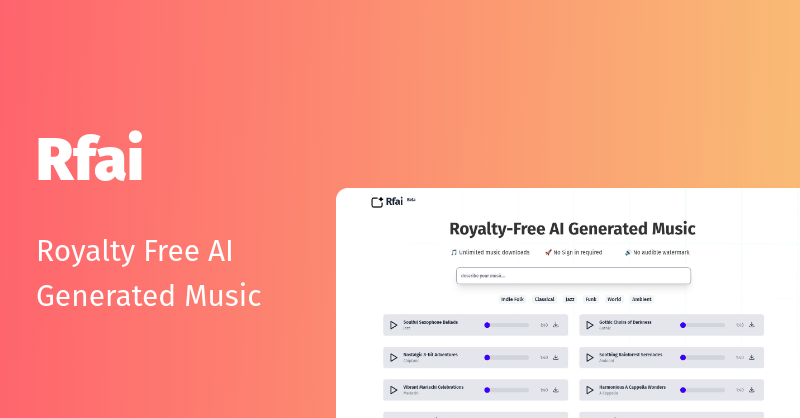 Rfai
Royalty Free AI
Generated Music
Rfai Beta
Royalty-Free AI Generated Music
🎵 Unlimited music downloads 🚀 No Sign in required 🔊 No audible watermark
describe your music...
Indie Folk Classical Jazz Funk World Ambient
Soulful Saxophone Ballads
Jazz
Gothic Chains of Darkness
Gothic
Nostalgic 8-bit Adventures
Chiptune
Soothing Rainforest Serenades
Ambient
Vibrant Mariachi Celebrations
Mariachi
Harmonious A Cappella Wonders
A Cappella